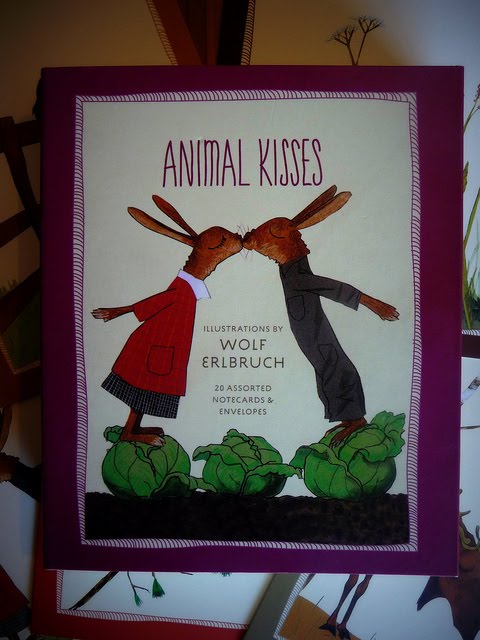 ANIMAL KISSES
ILLUSTRATIONS BY
WOLF
ERLBRUCH
20 ASSORTED
NOTECARDS &
ENVELOPES